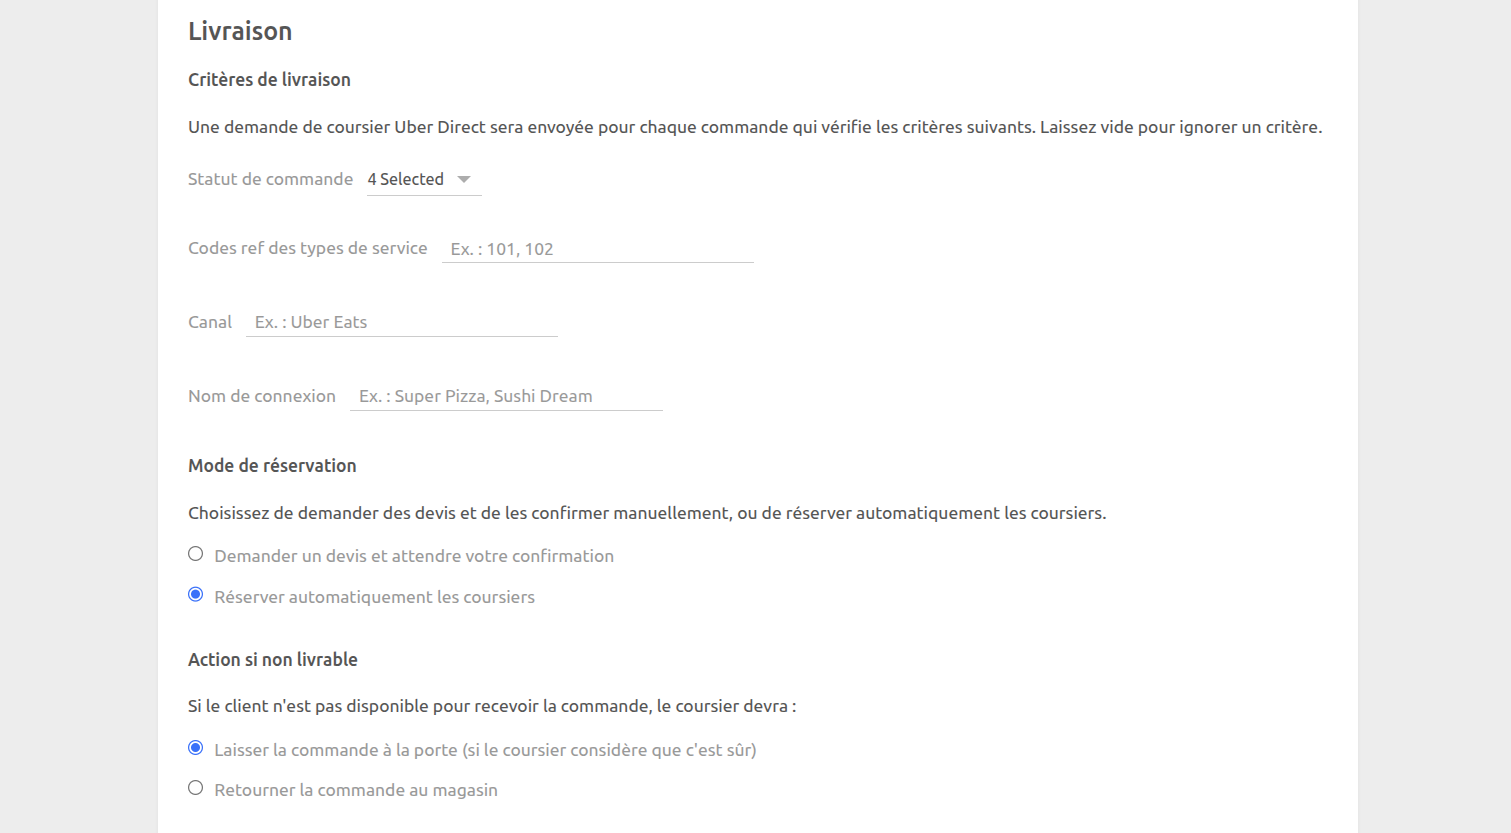 Livraison
Critères de livraison
Une demande de coursier Uber Direct sera envoyée pour chaque commande qui vérifie les critères suivants. Laissez vide pour ignorer un critère.
Statut de commande 4 Selected
Codes ref des types de service Ex. : 101, 102
Canal Ex. : Uber Eats
Nom de connexion Ex. : Super Pizza, Sushi Dream
Mode de réservation
Choisissez de demander des devis et de les confirmer manuellement, ou de réserver automatiquement les coursiers.
Demander un devis et attendre votre confirmation
Réserver automatiquement les coursiers
Action si non livrable
Si le client n'est pas disponible pour recevoir la commande, le coursier devra :
Laisser la commande à la porte (si le coursier considère que c'est sûr)
Retourner la commande au magasin